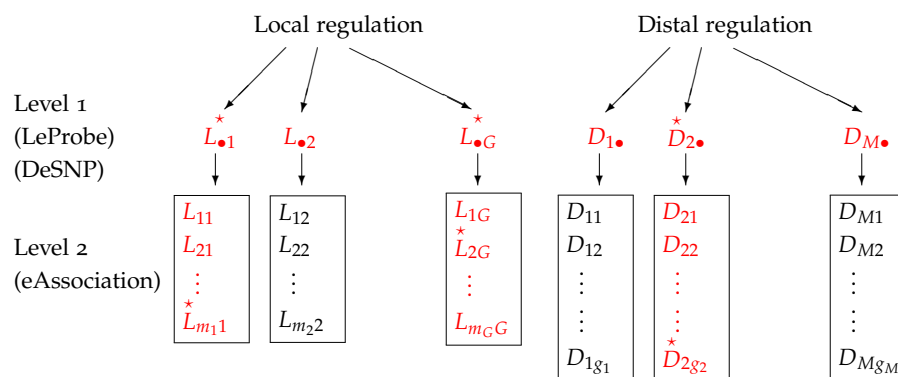 Local regulation Distal regulation
Level 1
(LeProbe)
(DeSNP)
L•1* L•2 L•G* D1• D2•* DM•
Level 2
(eAssociation)
L11 L12 L1G D11 D21 DM1
L21 L22 L2G* D12 D22 DM2
⋮ ⋮ ⋮ ⋮ ⋮ ⋮
Lm11* Lm22 LmGG ⋮ ⋮ ⋮
D1g1 D2g2* DMgM